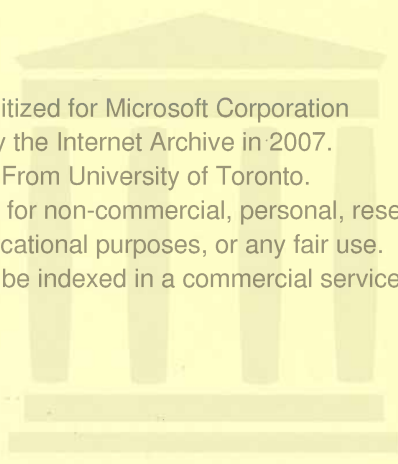 itized for Microsoft Corporation
y the Internet Archive in 2007.
From University of Toronto.
for non-commercial, personal, rese
cational purposes, or any fair use.
be indexed in a commercial service